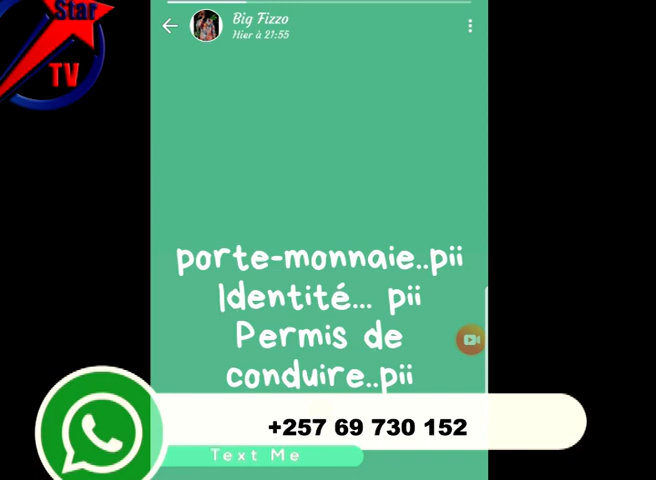 Star
TV
Big Fizzo
Hier à 21:55
porte-monnaie..pii
Identité... pii
Permis de
conduire..pii
+257 69 730 152
Text Me